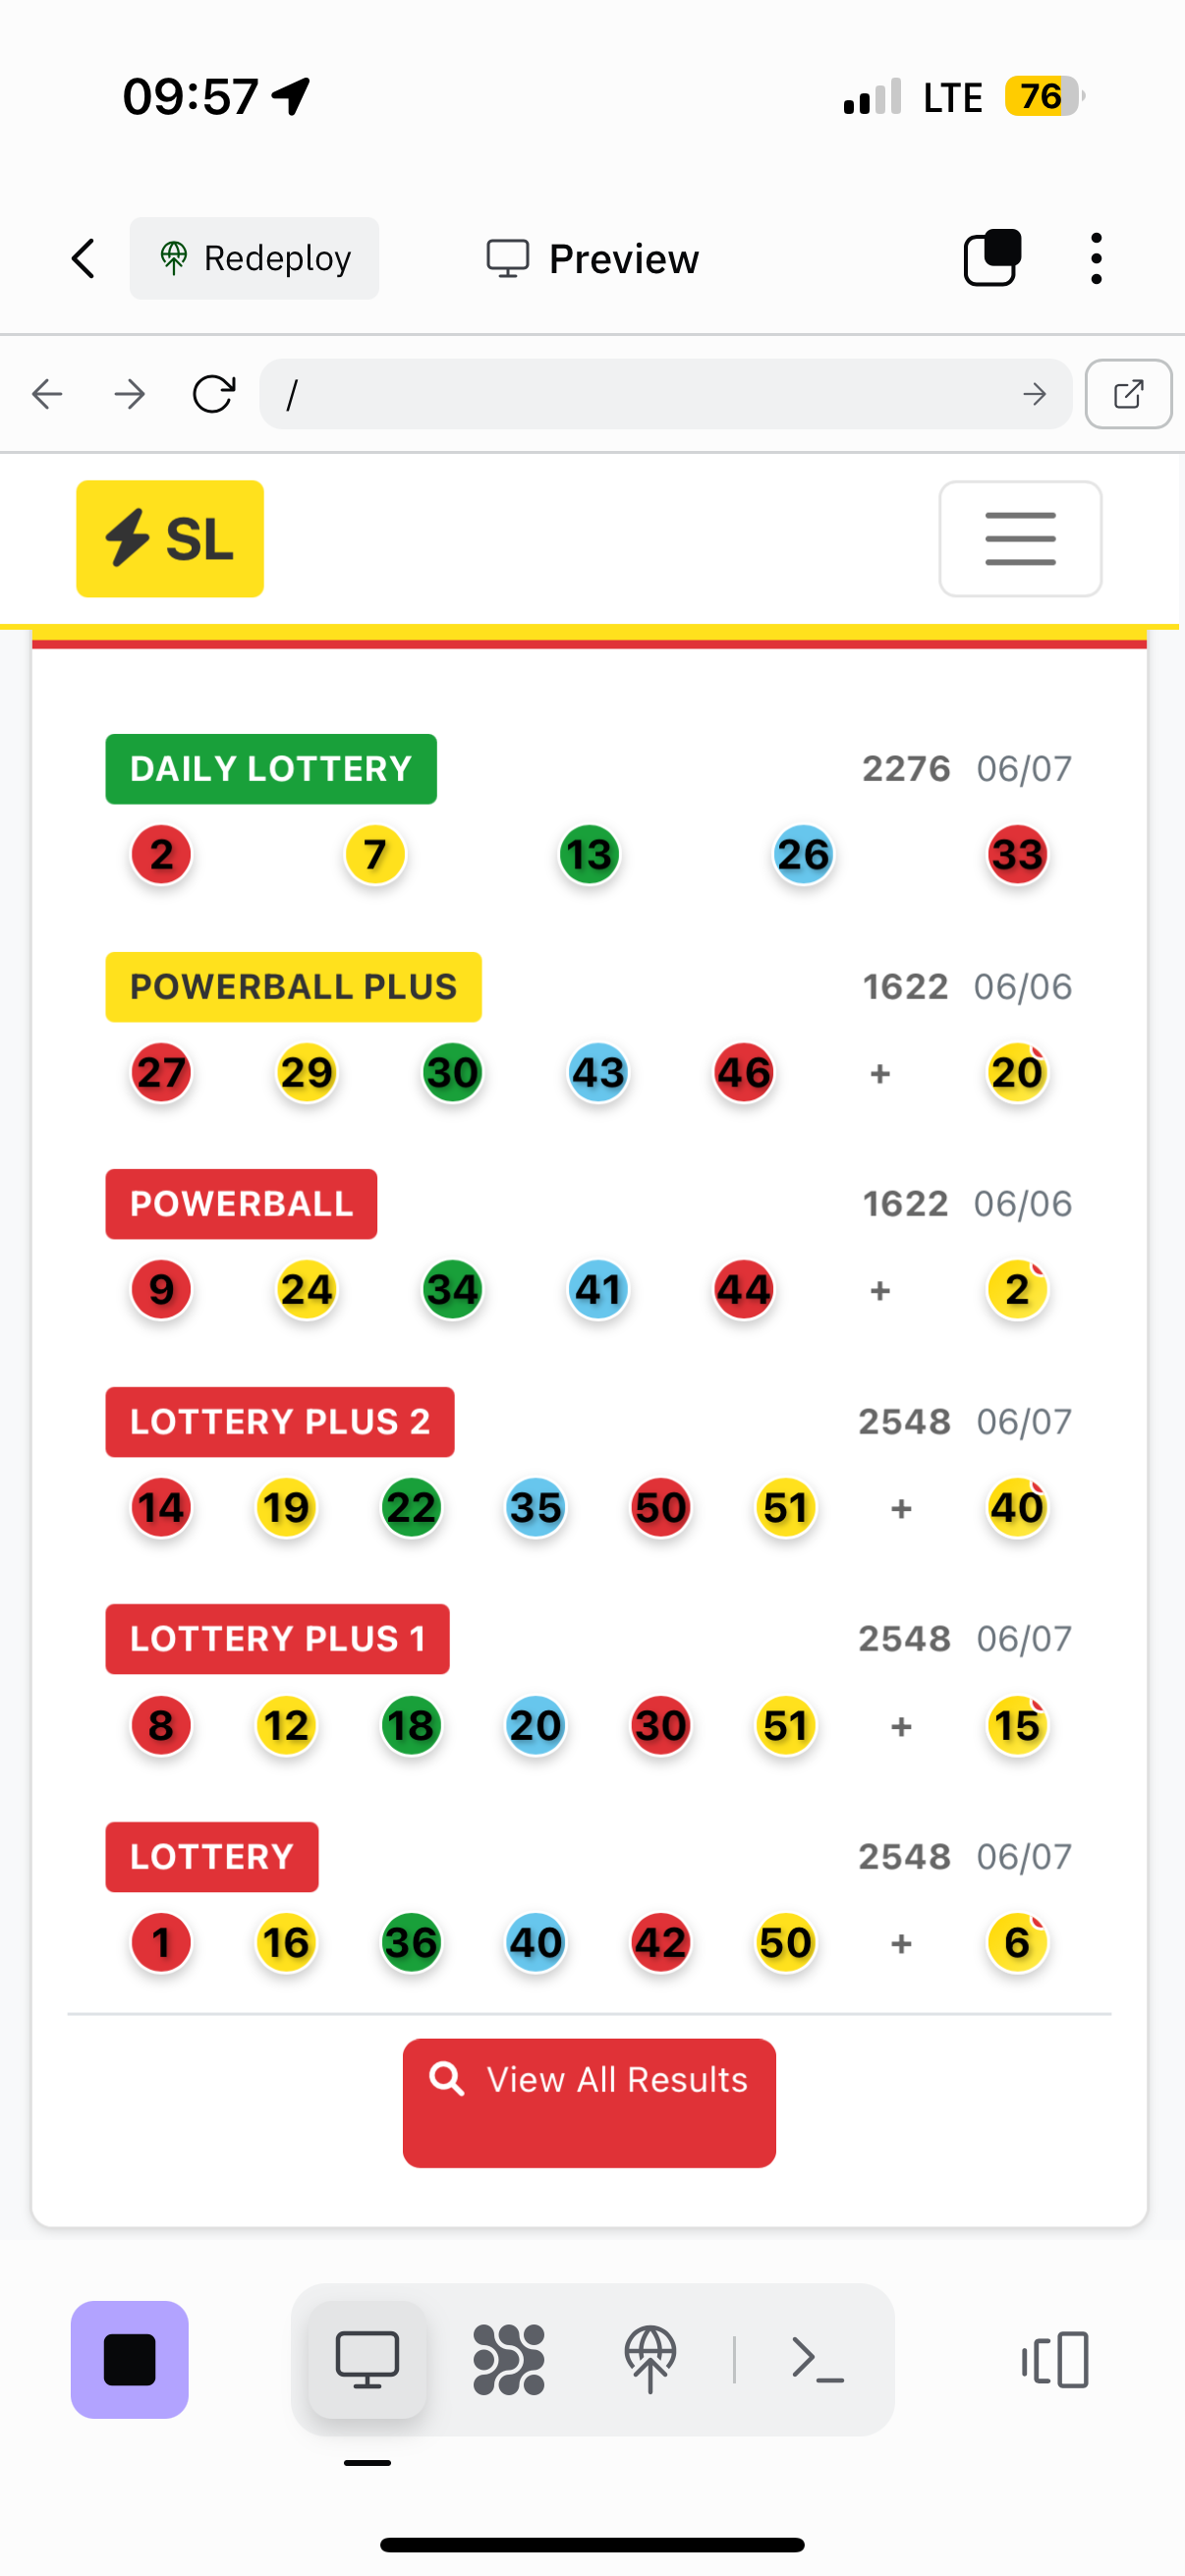 09:57 LTE 76
Redeploy Preview
/
SL
DAILY LOTTERY 2276 06/07
2 7 13 26 33
POWERBALL PLUS 1622 06/06
27 29 30 43 46 + 20
POWERBALL 1622 06/06
9 24 34 41 44 + 2
LOTTERY PLUS 2 2548 06/07
14 19 22 35 50 51 + 40
LOTTERY PLUS 1 2548 06/07
8 12 18 20 30 51 + 15
LOTTERY 2548 06/07
1 16 36 40 42 50 + 6
View All Results